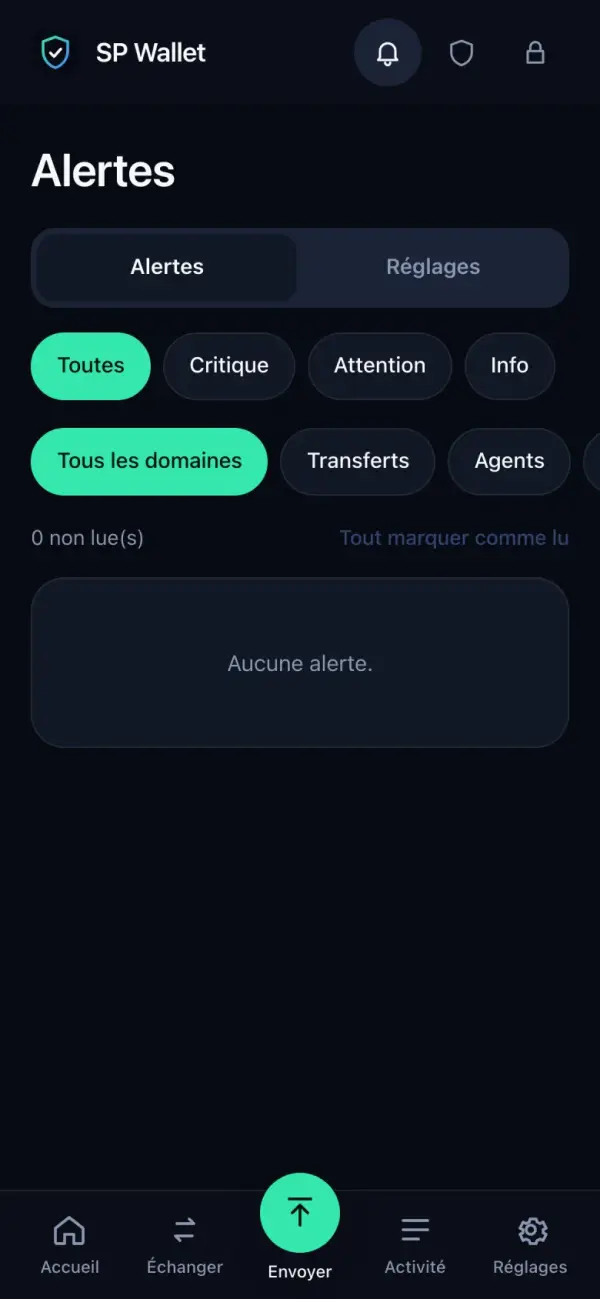 SP Wallet
Alertes
Alertes Réglages
Toutes Critique Attention Info
Tous les domaines Transferts Agents
0 non lue(s) Tout marquer comme lu
Aucune alerte.
Accueil Échanger Envoyer Activité Réglages